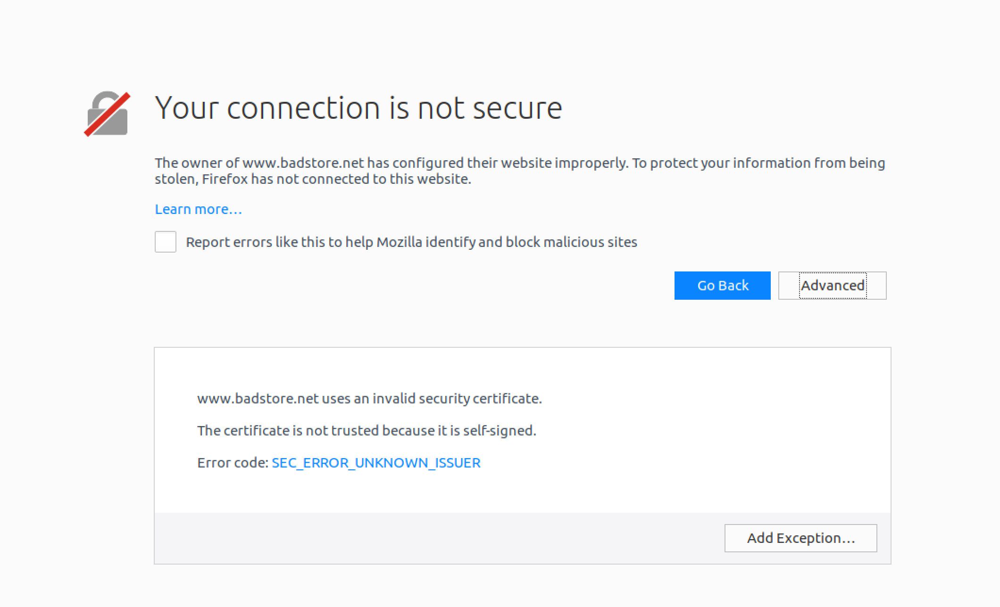 Your connection is not secure
The owner of www.badstore.net has configured their website improperly. To protect your information from being
stolen, Firefox has not connected to this website.
Learn more…
Report errors like this to help Mozilla identify and block malicious sites
Go Back
Advanced
www.badstore.net uses an invalid security certificate.
The certificate is not trusted because it is self-signed.
Error code: SEC_ERROR_UNKNOWN_ISSUER
Add Exception…